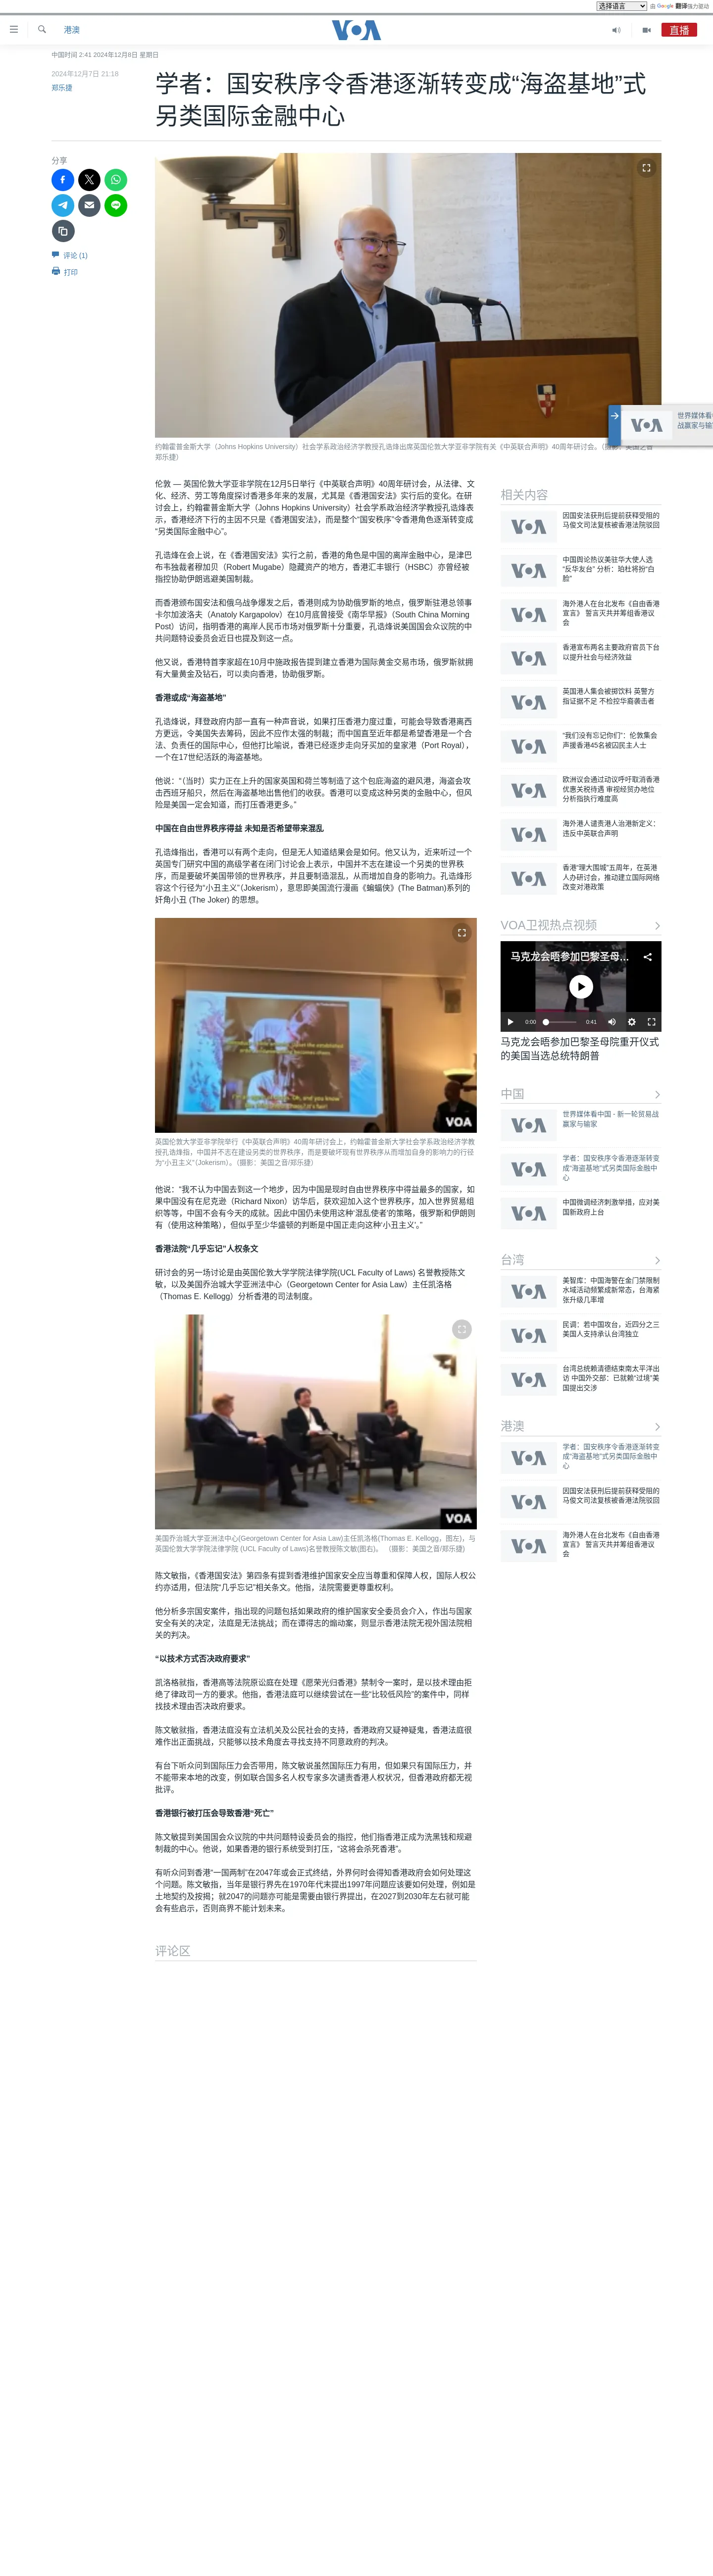 选择语言
由 Google 翻译强力驱动
港澳
VOA
直播
中国时间 2:41 2024年12月8日 星期日
2024年12月7日 21:18
郑乐捷
学者：国安秩序令香港逐渐转变成“海盗基地”式
另类国际金融中心
分享
评论 (1)
打印
约翰霍普金斯大学（Johns Hopkins University）社会学系政治经济学教授孔诰烽出席英国伦敦大学亚非学院有关《中英联合声明》40周年研讨会。（摄影：美国之音
郑乐捷）
世界媒体看
战赢家与输
伦敦 — 英国伦敦大学亚非学院在12月5日举行《中英联合声明》40周年研讨会，从法律、文
化、经济、劳工等角度探讨香港多年来的发展，尤其是《香港国安法》实行后的变化。在研
讨会上，约翰霍普金斯大学（Johns Hopkins University）社会学系政治经济学教授孔诰烽表
示，香港经济下行的主因不只是《香港国安法》，而是整个“国安秩序”令香港角色逐渐转变成
“另类国际金融中心”。
孔诰烽在会上说，在《香港国安法》实行之前，香港的角色是中国的离岸金融中心，是津巴
布韦独裁者穆加贝（Robert Mugabe）隐藏资产的地方，香港汇丰银行（HSBC）亦曾经被
指控协助伊朗逃避美国制裁。
而香港颁布国安法和俄乌战争爆发之后，香港则成为协助俄罗斯的地点，俄罗斯驻港总领事
卡尔加波洛夫（Anatoly Kargapolov）在10月底曾接受《南华早报》（South China Morning
Post）访问，指明香港的离岸人民币市场对俄罗斯十分重要，孔诰烽说美国国会众议院的中
共问题特设委员会近日也提及到这一点。
他又说，香港特首李家超在10月中施政报告提到建立香港为国际黄金交易市场，俄罗斯就拥
有大量黄金及钻石，可以卖向香港，协助俄罗斯。
香港或成“海盗基地”
孔诰烽说，拜登政府内部一直有一种声音说，如果打压香港力度过重，可能会导致香港离西
方更远，令美国失去筹码，因此不应作太强的制裁；而中国直至近年都是希望香港是一个合
法、负责任的国际中心，但他打比喻说，香港已经逐步走向牙买加的皇家港（Port Royal），
一个在17世纪活跃的海盗基地。
他说：“（当时）实力正在上升的国家英国和荷兰等制造了这个包庇海盗的避风港，海盗会攻
击西班牙船只，然后在海盗基地出售他们的收获。香港可以变成这种另类的金融中心，但风
险是美国一定会知道，而打压香港更多。”
中国在自由世界秩序得益 未知是否希望带来混乱
孔诰烽指出，香港可以有两个走向，但是无人知道结果会是如何。他又认为，近来听过一个
英国专门研究中国的高级学者在闭门讨论会上表示，中国并不志在建设一个另类的世界秩
序，而是要破坏美国带领的世界秩序，并且要制造混乱，从而增加自身的影响力。孔诰烽形
容这个行径为“小丑主义”（Jokerism），意思即美国流行漫画《蝙蝠侠》(The Batman)系列的
奸角小丑 (The Joker) 的思想。
VOA
英国伦敦大学亚非学院举行《中英联合声明》40周年研讨会上，约翰霍普金斯大学社会学系政治经济学教
授孔诰烽指，中国并不志在建设另类的世界秩序，而是要破坏现有世界秩序从而增加自身的影响力的行径
为“小丑主义”（Jokerism）。（摄影：美国之音/郑乐捷）
他说：“我不认为中国去到这一个地步，因为中国是现时自由世界秩序中得益最多的国家，如
果中国没有在尼克逊（Richard Nixon）访华后，获欢迎加入这个世界秩序，加入世界贸易组
织等等，中国不会有今天的成就。因此中国仍未使用这种‘混乱使者’的策略，俄罗斯和伊朗则
有（使用这种策略），但似乎至少华盛顿的判断是中国正走向这种‘小丑主义’。”
香港法院“几乎忘记”人权条文
研讨会的另一场讨论是由英国伦敦大学学院法律学院(UCL Faculty of Laws) 名誉教授陈文
敏，以及美国乔治城大学亚洲法中心（Georgetown Center for Asia Law）主任凯洛格
（Thomas E. Kellogg）分析香港的司法制度。
VOA
美国乔治城大学亚洲法中心(Georgetown Center for Asia Law)主任凯洛格(Thomas E. Kellogg，图左)，与
英国伦敦大学学院法律学院 (UCL Faculty of Laws)名誉教授陈文敏(图右)。 （摄影：美国之音/郑乐捷)
陈文敏指，《香港国安法》第四条有提到香港维护国家安全应当尊重和保障人权，国际人权公
约亦适用，但法院“几乎忘记”相关条文。他指，法院需要更尊重权利。
他分析多宗国安案件，指出现的问题包括如果政府的维护国家安全委员会介入，作出与国家
安全有关的决定，法庭是无法挑战；而在谭得志的煽动案，则显示香港法院无视外国法院相
关的判决。
“以技术方式否决政府要求”
凯洛格就指，香港高等法院原讼庭在处理《愿荣光归香港》禁制令一案时，是以技术理由拒
绝了律政司一方的要求。他指，香港法庭可以继续尝试在一些“比较低风险”的案件中，同样
找技术理由否决政府要求。
陈文敏就指，香港法庭没有立法机关及公民社会的支持，香港政府又疑神疑鬼，香港法庭很
难作出正面挑战，只能够以技术角度去寻找支持不同意政府的判决。
有台下听众问到国际压力会否带用，陈文敏说虽然国际压力有用，但如果只有国际压力，并
不能带来本地的改变，例如联合国多名人权专家多次谴责香港人权状况，但香港政府都无视
批评。
香港银行被打压会导致香港“死亡”
陈文敏提到美国国会众议院的中共问题特设委员会的指控，他们指香港正成为洗黑钱和规避
制裁的中心。他说，如果香港的银行系统受到打压，“这将会杀死香港”。
有听众问到香港“一国两制”在2047年或会正式终结，外界何时会得知香港政府会如何处理这
个问题。陈文敏指，当年是银行界先在1970年代末提出1997年问题应该要如何处理，例如是
土地契约及按揭；就2047的问题亦可能是需要由银行界提出，在2027到2030年左右就可能
会有些启示，否则商界不能计划未来。
评论区
相关内容
因国安法获刑后提前获释受阻的
马俊文司法复核被香港法院驳回
中国舆论热议美驻华大使人选
“反华友台” 分析：珀杜将扮“白
脸”
海外港人在台北发布《自由香港
宣言》 誓言灭共并筹组香港议
会
香港宣布两名主要政府官员下台
以提升社会与经济效益
英国港人集会被掷饮料 英警方
指证据不足 不检控华裔袭击者
“我们没有忘记你们”：伦敦集会
声援香港45名被囚民主人士
欧洲议会通过动议呼吁取消香港
优惠关税待遇 审视经贸办地位
分析指执行难度高
海外港人谴责港人治港新定义：
违反中英联合声明
香港“理大围城”五周年，在英港
人办研讨会，推动建立国际网络
改变对港政策
VOA卫视热点视频
马克龙会晤参加巴黎圣母...
0:00
0:41
马克龙会晤参加巴黎圣母院重开仪式
的美国当选总统特朗普
中国
世界媒体看中国 - 新一轮贸易战
赢家与输家
学者：国安秩序令香港逐渐转变
成“海盗基地”式另类国际金融中
心
中国微调经济刺激举措，应对美
国新政府上台
台湾
美智库：中国海警在金门禁限制
水域活动频繁成新常态，台海紧
张升级几率增
民调：若中国攻台，近四分之三
美国人支持承认台湾独立
台湾总统赖清德结束南太平洋出
访 中国外交部：已就赖“过境”美
国提出交涉
港澳
学者：国安秩序令香港逐渐转变
成“海盗基地”式另类国际金融中
心
因国安法获刑后提前获释受阻的
马俊文司法复核被香港法院驳回
海外港人在台北发布《自由香港
宣言》 誓言灭共并筹组香港议
会